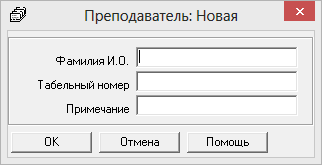 Преподаватель: Новая
Фамилия И.О.
Табельный номер
Примечание
OK
Отмена
Помощь